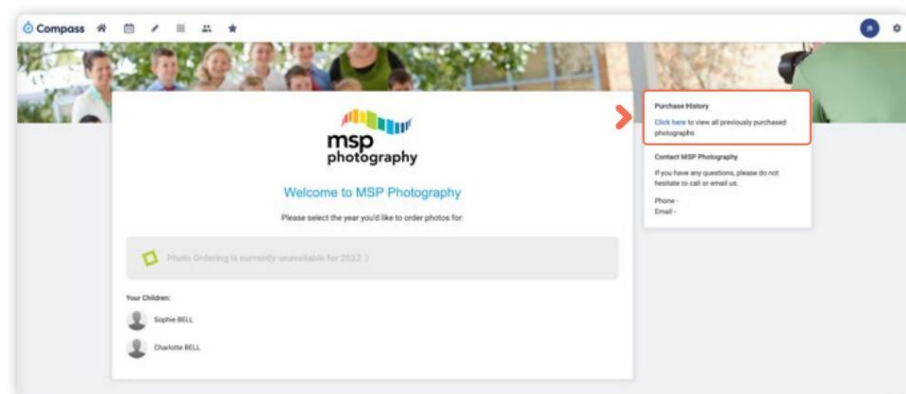 Compass
msp
photography
Welcome to MSP Photography
Please select the year you'd like to order photos for:
Photo Ordering is currently unavailable for 2022 :)
Your Children:
Sophie BELL
Charlotte BELL
Purchase History
Click here to view all previously purchased
photographs
Contact MSP Photography
If you have any questions, please do not
hesitate to call or email us.
Phone -
Email -